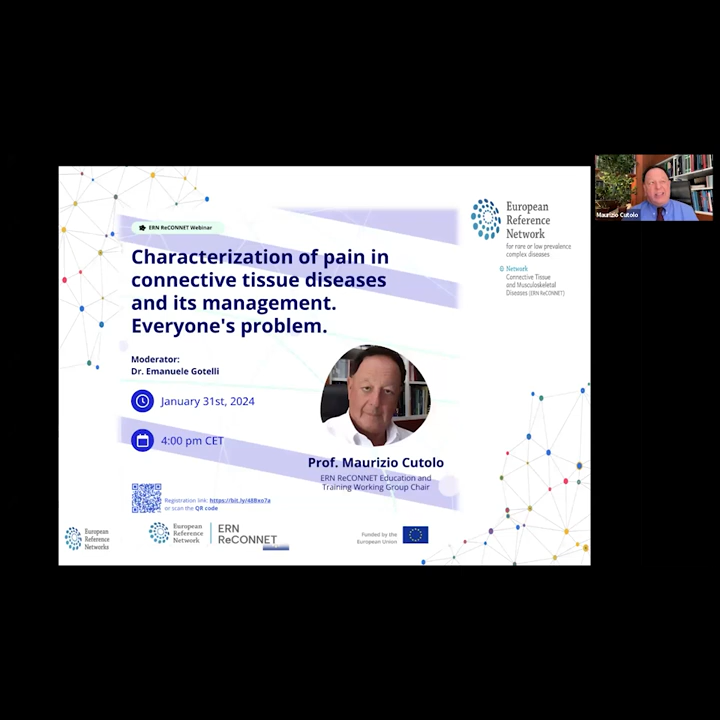 ERN ReCONNET Webinar
Characterization of pain in
connective tissue diseases
and its management.
Everyone's problem.
Moderator:
Dr. Emanuele Gotelli
January 31st, 2024
4:00 pm CET
Registration link: https://bit.ly/48Bxo7a
or scan the QR code
Prof. Maurizio Cutolo
ERN ReCONNET Education and
Training Working Group Chair
European
Reference
Network
for rare or low prevalence
complex diseases
Network
Connective Tissue
and Musculoskeletal
Diseases (ERN ReCONNET)
Maurizio Cutolo
European
Reference
Networks
European
Reference
Network
ERN
ReCONNET
Funded by the
European Union